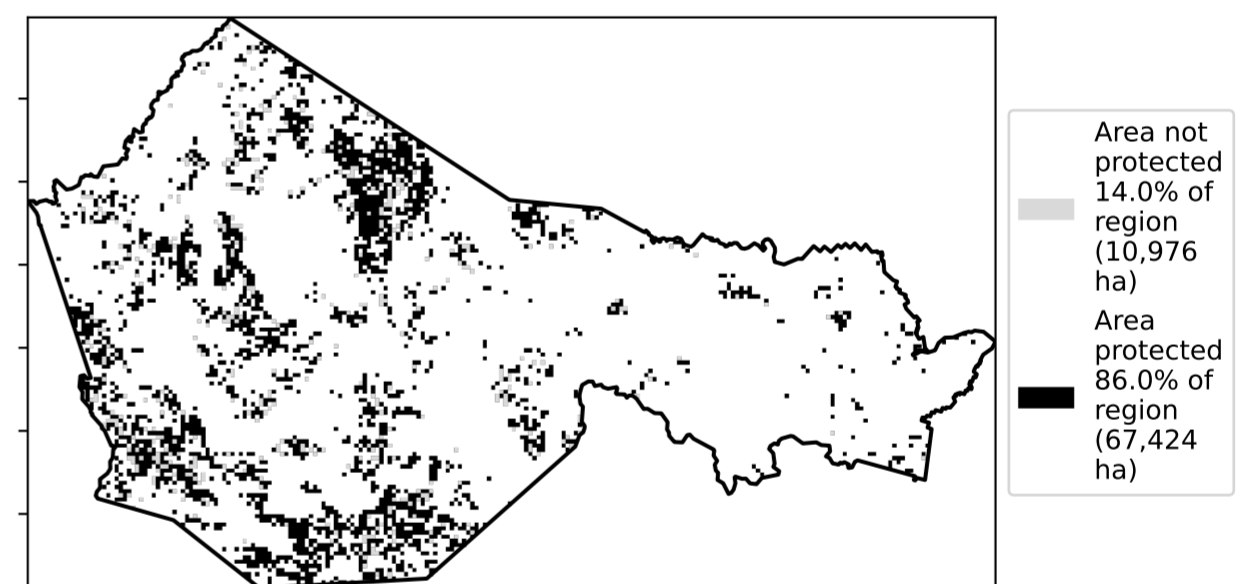 Area not
protected
14.0% of
region
(10,976
ha)
Area
protected
86.0% of
region
(67,424
ha)